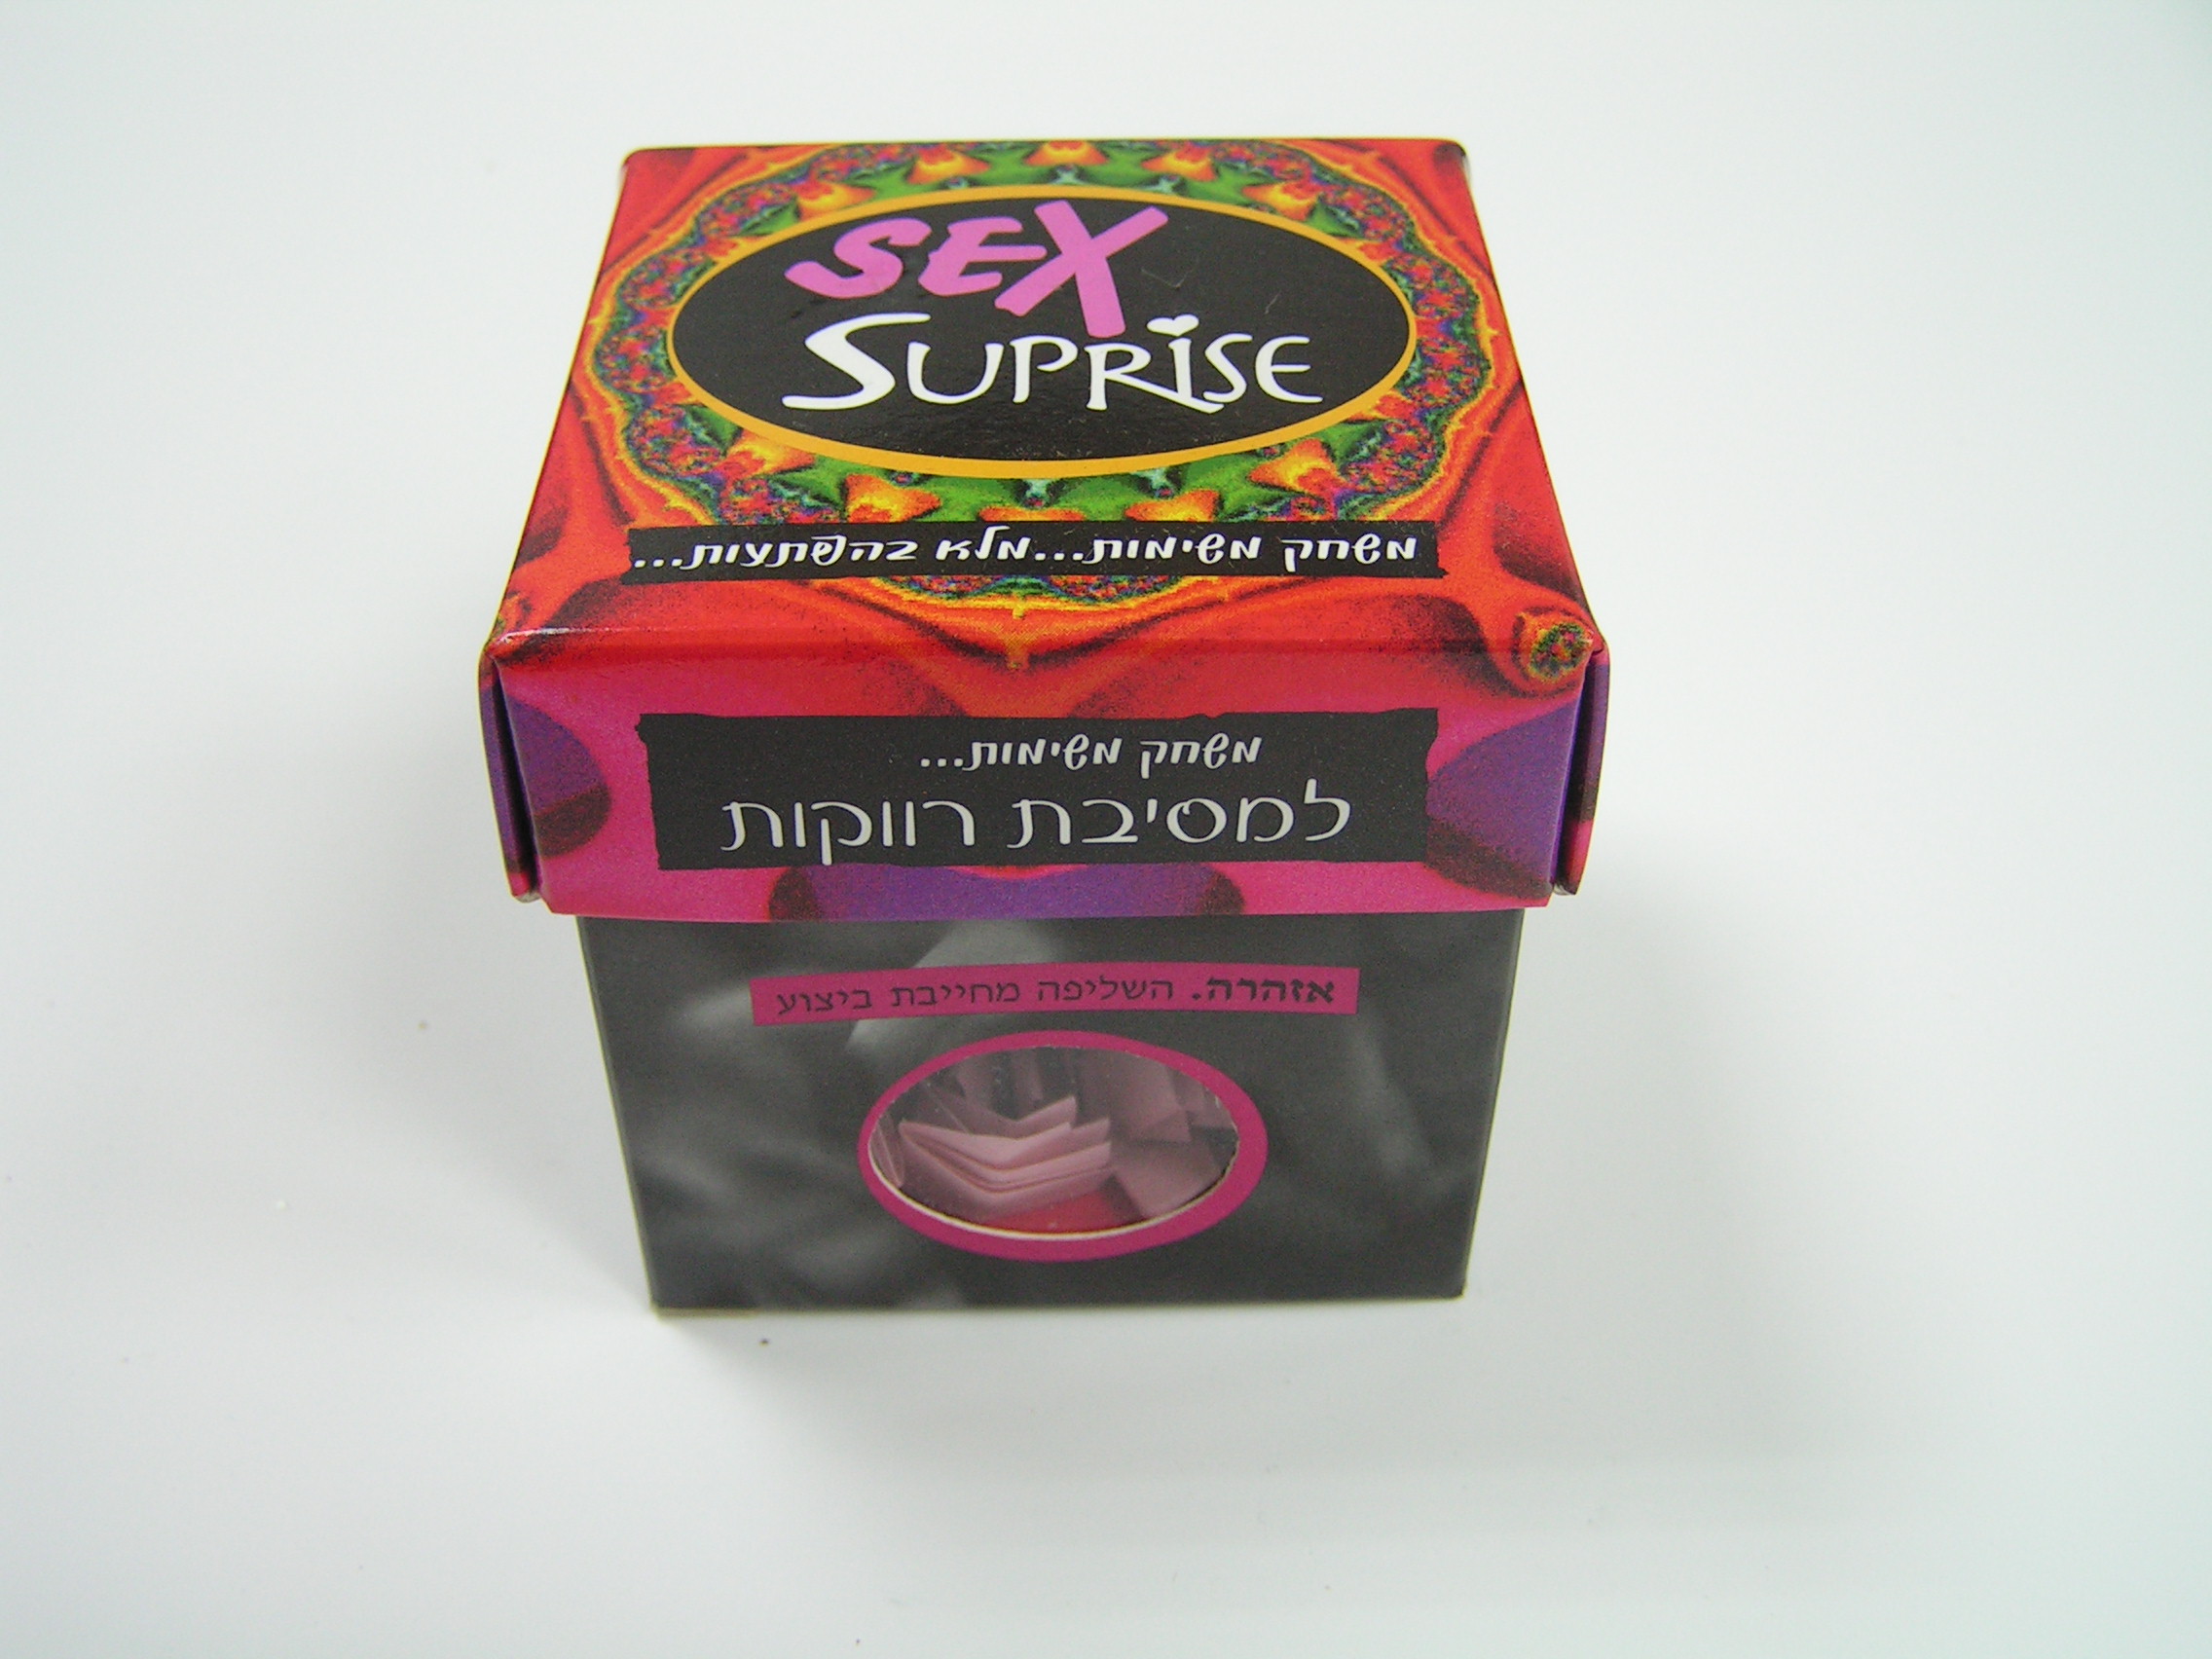 SEX
SUPRISE
משחק משימות...מלא בהפתעות...
משחק משימות...
למסיבת רווקות
אזהרה. השליפה מחייבת ביצוע